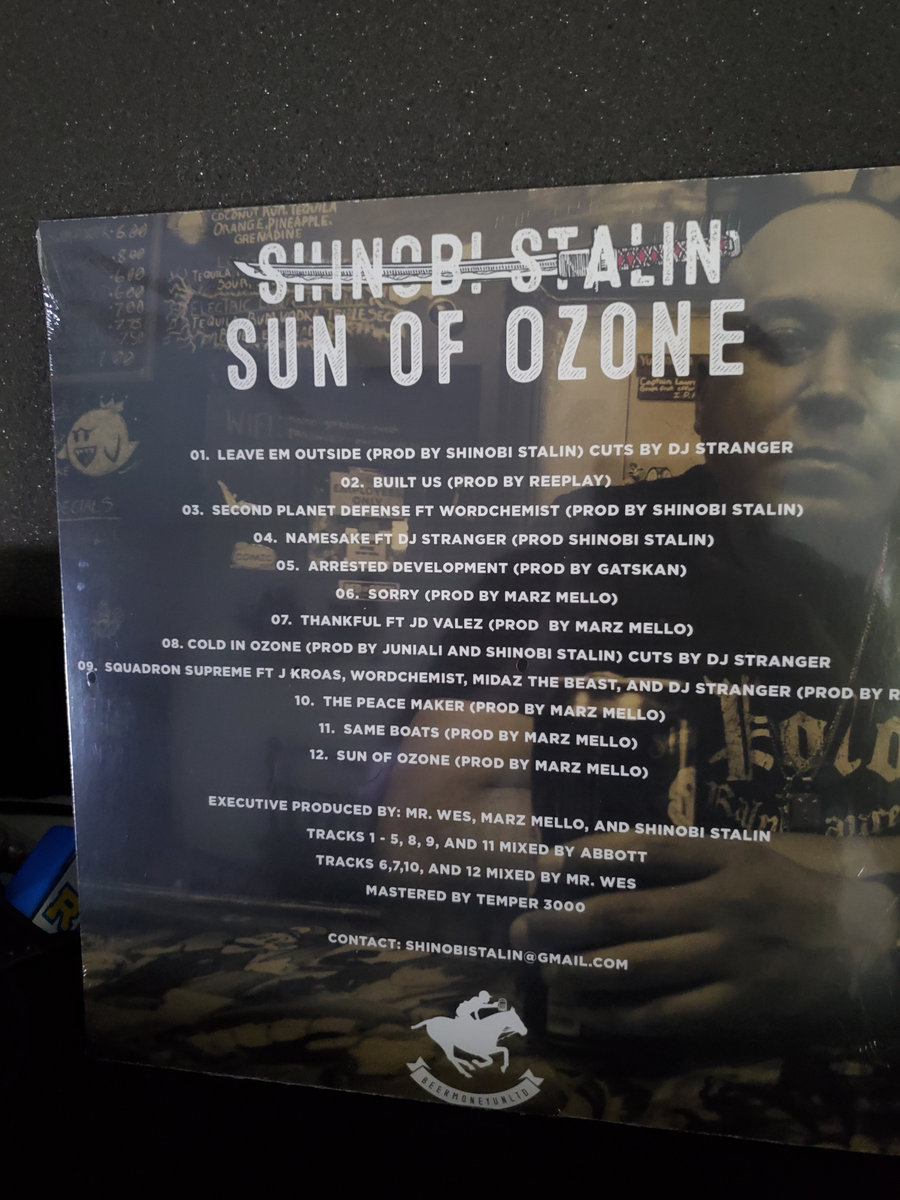 COCONUT RUM, TEQUILA
ORANGE, PINEAPPLE,
GRENADINE
SHINOBI STALIN
SUN OF OZONE
01. LEAVE EM OUTSIDE (PROD BY SHINOBI STALIN) CUTS BY DJ STRANGER
02. BUILT US (PROD BY REEPLAY)
03. SECOND PLANET DEFENSE FT WORDCHEMIST (PROD BY SHINOBI STALIN)
04. NAMESAKE FT DJ STRANGER (PROD SHINOBI STALIN)
05. ARRESTED DEVELOPMENT (PROD BY GATSKAN)
06. SORRY (PROD BY MARZ MELLO)
07. THANKFUL FT JD VALEZ (PROD BY MARZ MELLO)
08. COLD IN OZONE (PROD BY JUNIALI AND SHINOBI STALIN) CUTS BY DJ STRANGER
09. SQUADRON SUPREME FT J KROAS, WORDCHEMIST, MIDAZ THE BEAST, AND DJ STRANGER (PROD BY R
10. THE PEACE MAKER (PROD BY MARZ MELLO)
11. SAME BOATS (PROD BY MARZ MELLO)
12. SUN OF OZONE (PROD BY MARZ MELLO)
EXECUTIVE PRODUCED BY: MR. WES, MARZ MELLO, AND SHINOBI STALIN
TRACKS 1 - 5, 8, 9, AND 11 MIXED BY ABBOTT
TRACKS 6,7,10, AND 12 MIXED BY MR. WES
MASTERED BY TEMPER 3000
CONTACT: SHINOBISTALIN@GMAIL.COM
BEERMONEYUNLTD